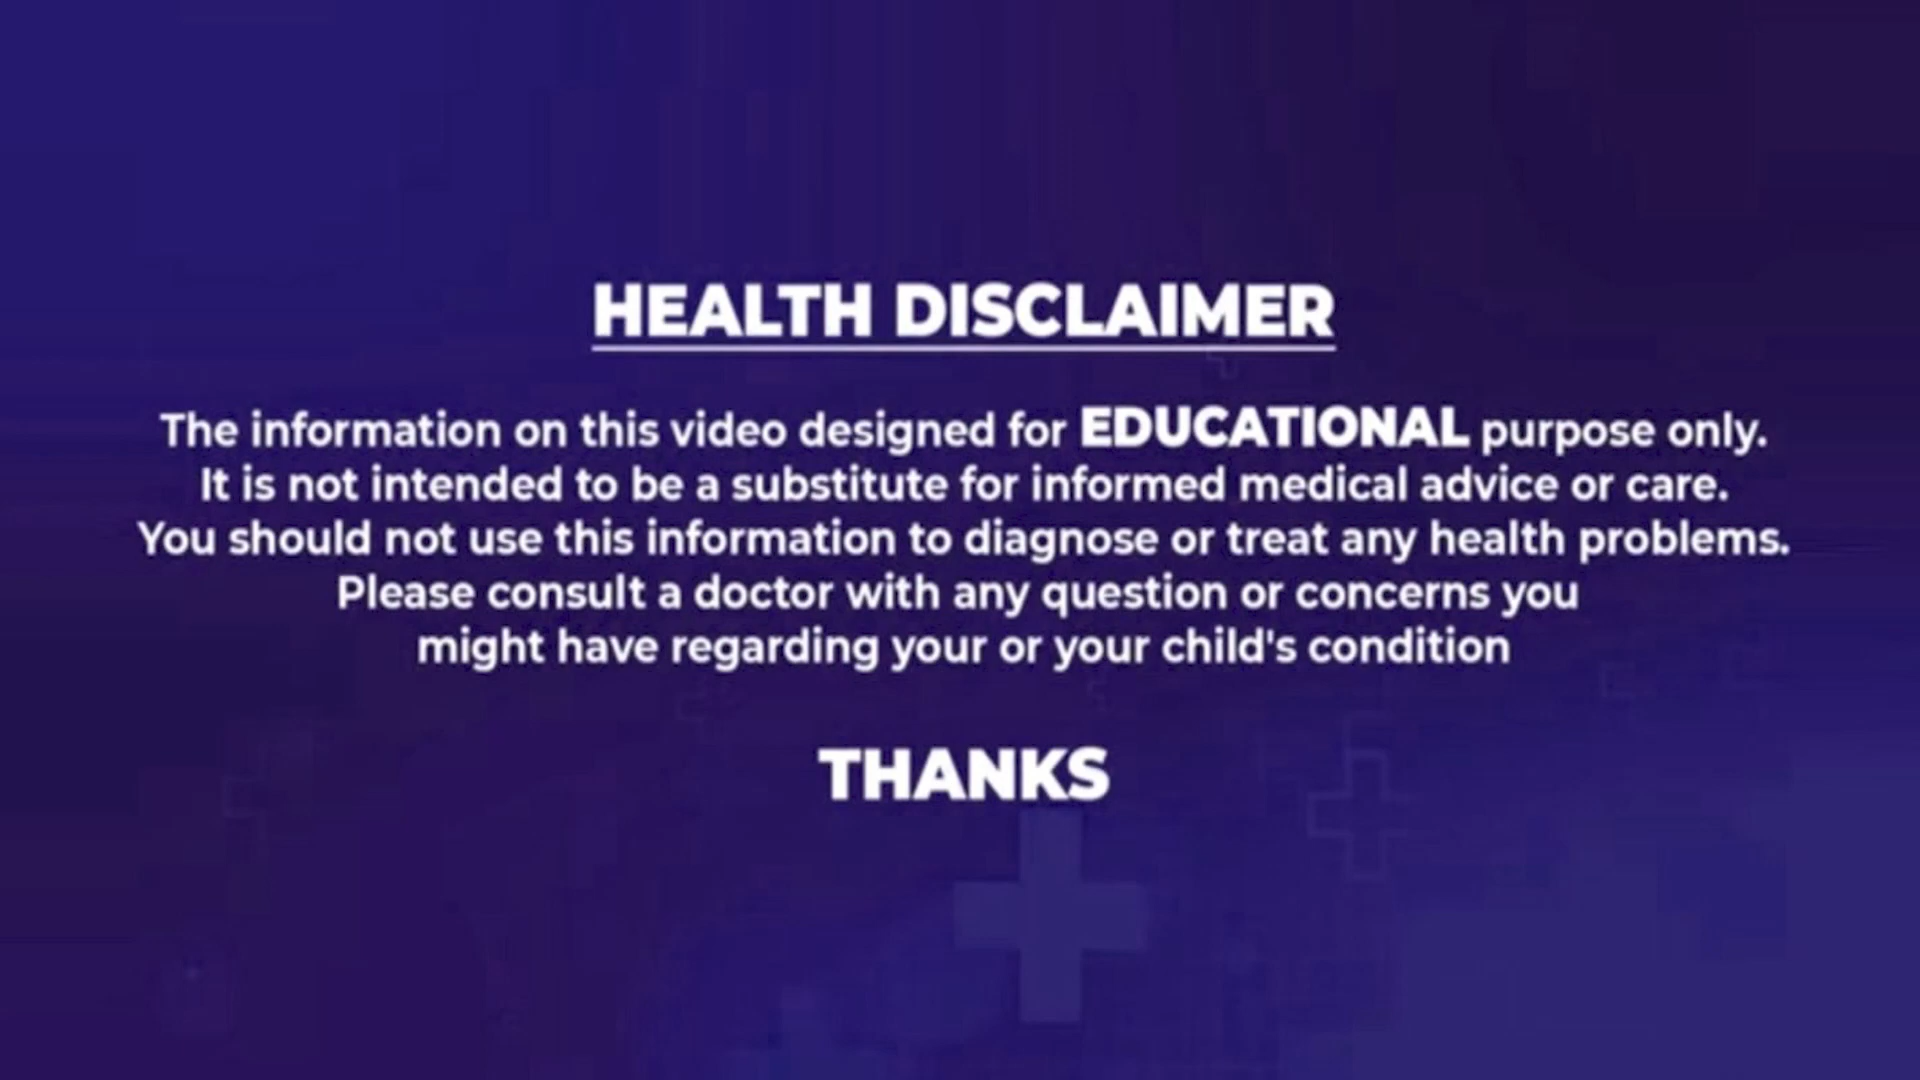 HEALTH DISCLAIMER
The information on this video designed for EDUCATIONAL purpose only.
It is not intended to be a substitute for informed medical advice or care.
You should not use this information to diagnose or treat any health problems.
Please consult a doctor with any question or concerns you
might have regarding your or your child's condition
THANKS